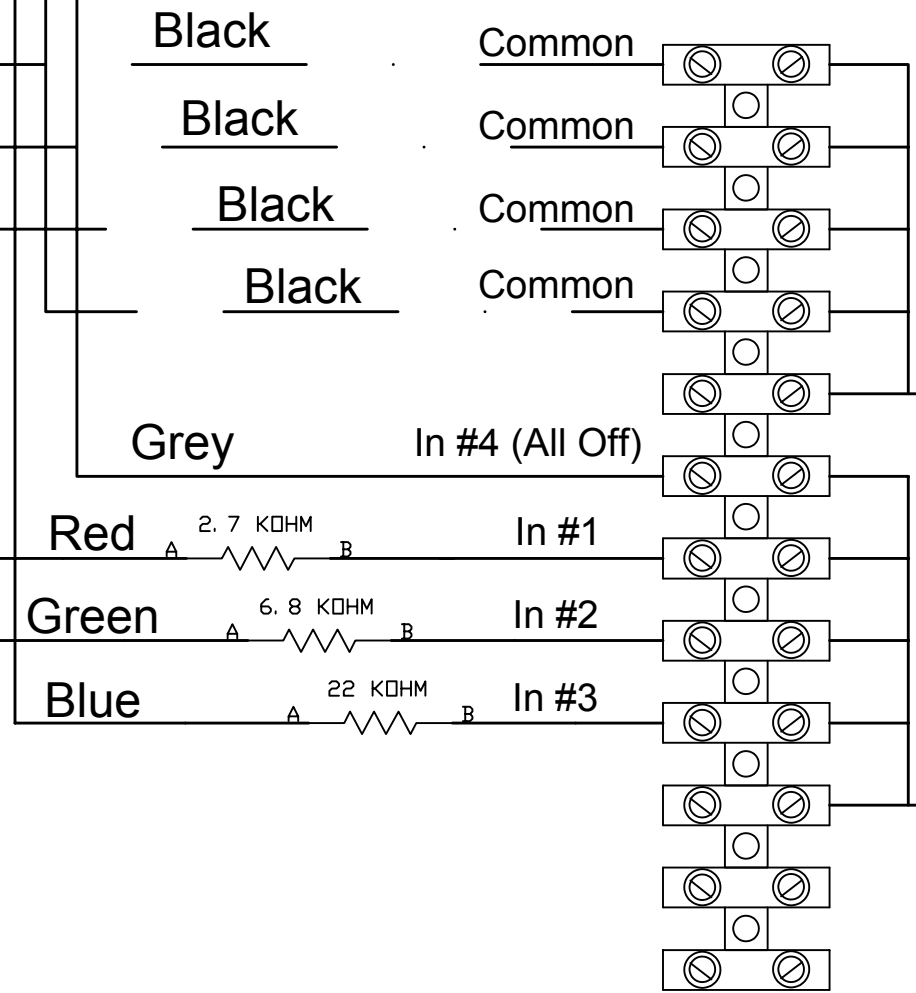 Black Common
Black Common
Black Common
Black Common
Grey In #4 (All Off)
Red A 2.7 KOHM B In #1
Green A 6.8 KOHM B In #2
Blue A 22 KOHM B In #3